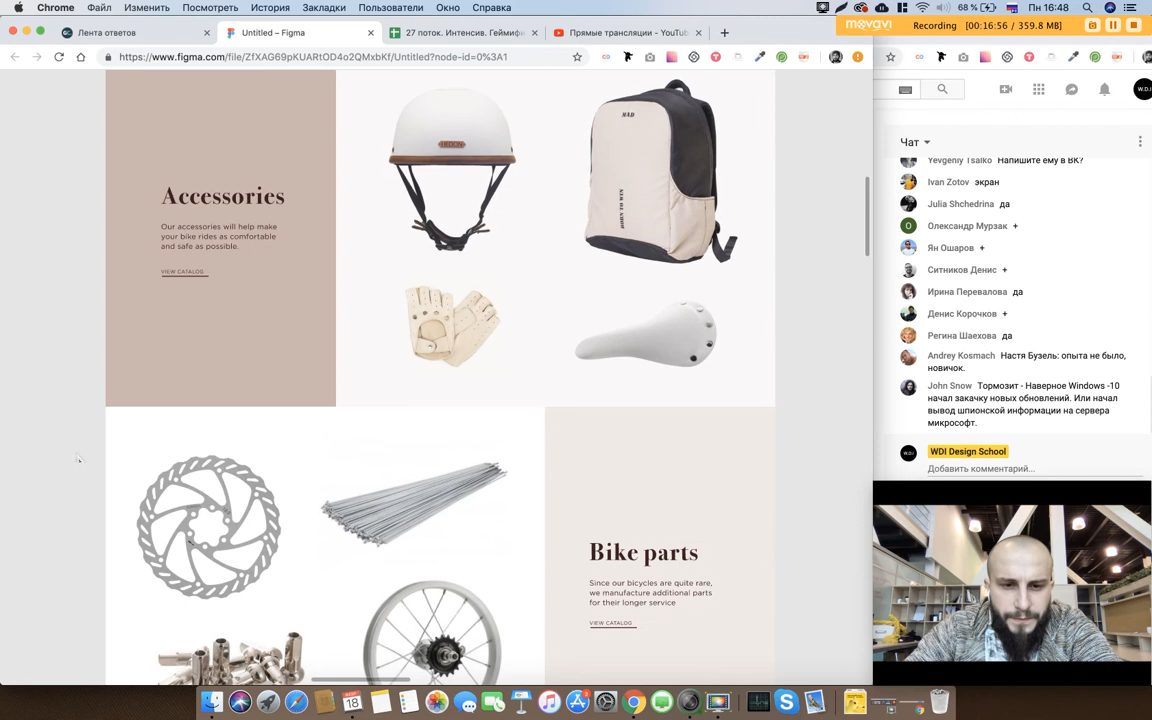 Chrome Файл Изменить Посмотреть История Закладки Пользователи Окно Справка
68 % Пн 16:48
movavi Recording (00:16:56 / 359.8 MB)
Лента ответов
Untitled – Figma
27 поток. Интенсив. Геймифи
Прямые трансляции – YouTub
https://www.figma.com/file/ZfXAG69pKUARtOD4o2QMxbKf/Untitled?node-id=0%3A1
Accessories
Our accessories will help make
your bike rides as comfortable
and safe as possible.
VIEW CATALOG
MAD
BORN TO WIN
Bike parts
Since our bicycles are quite rare,
we manufacture additional parts
for their longer service
VIEW CATALOG
W.D.I
Чат
Yevgeniy Tsalko Напишите ему в ВК?
Ivan Zotov экран
Julia Shchedrina да
О Олександр Мурзак +
Ян Ошаров +
Ситников Денис +
Ирина Перевалова да
Денис Корочков +
Регина Шаехова да
Andrey Kosmach Настя Бузель: опыта не было,
новичок.
John Snow Тормозит - Наверное Windows -10
начал закачку новых обновлений. Или начал
вывод шпионской информации на сервера
микрософт.
WDI Design School
Добавить комментарий...